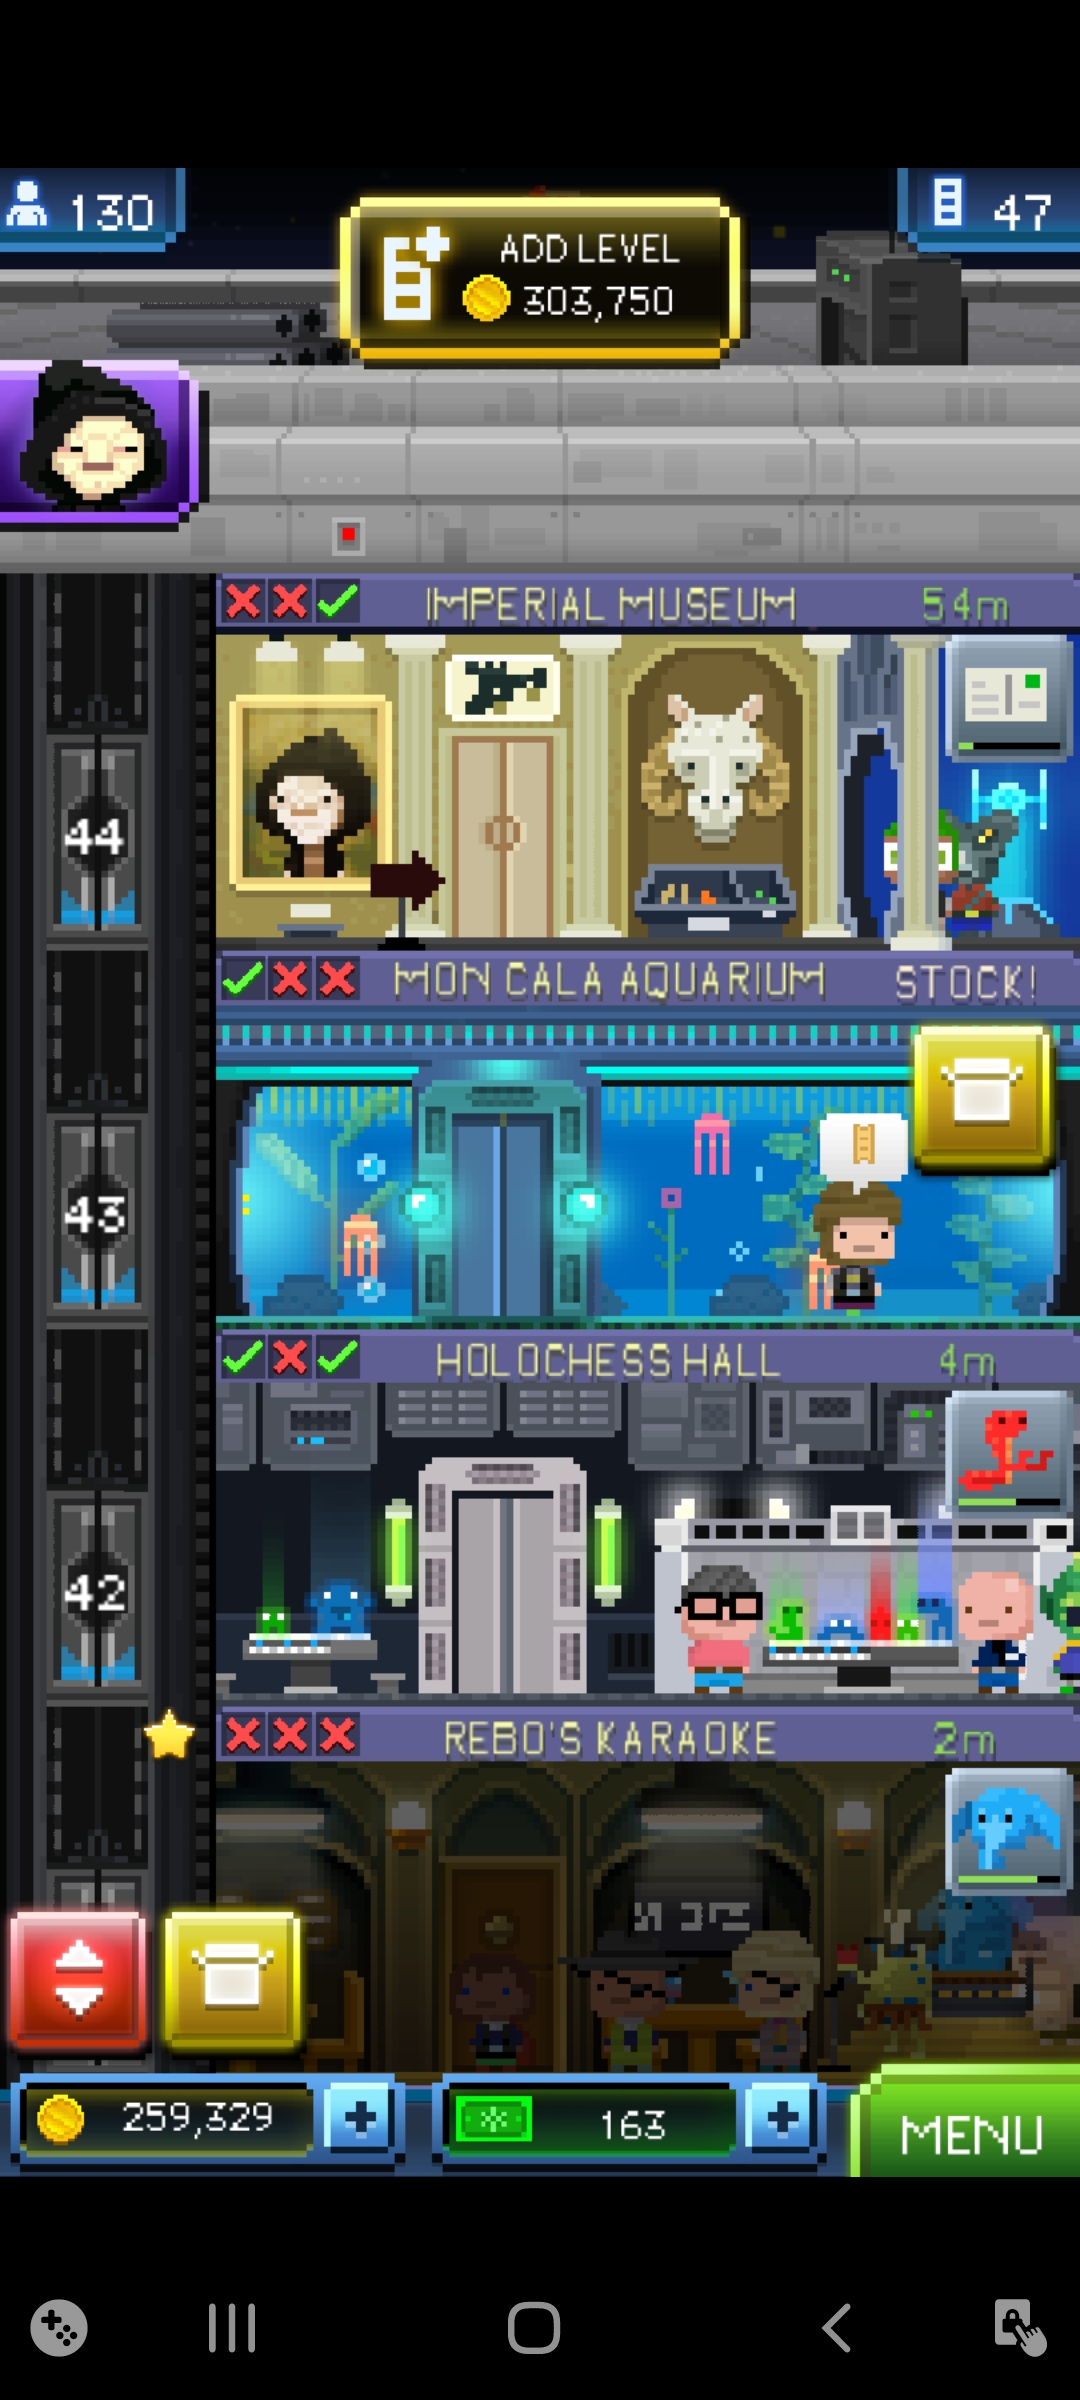 130
ADD LEVEL
303,750
47
IMPERIAL MUSEUM 54m
44
MON CALA AQUARIUM STOCK!
43
HOLOCHESS HALL 4m
42
REBO'S KARAOKE 2m
259,329
163
MENU